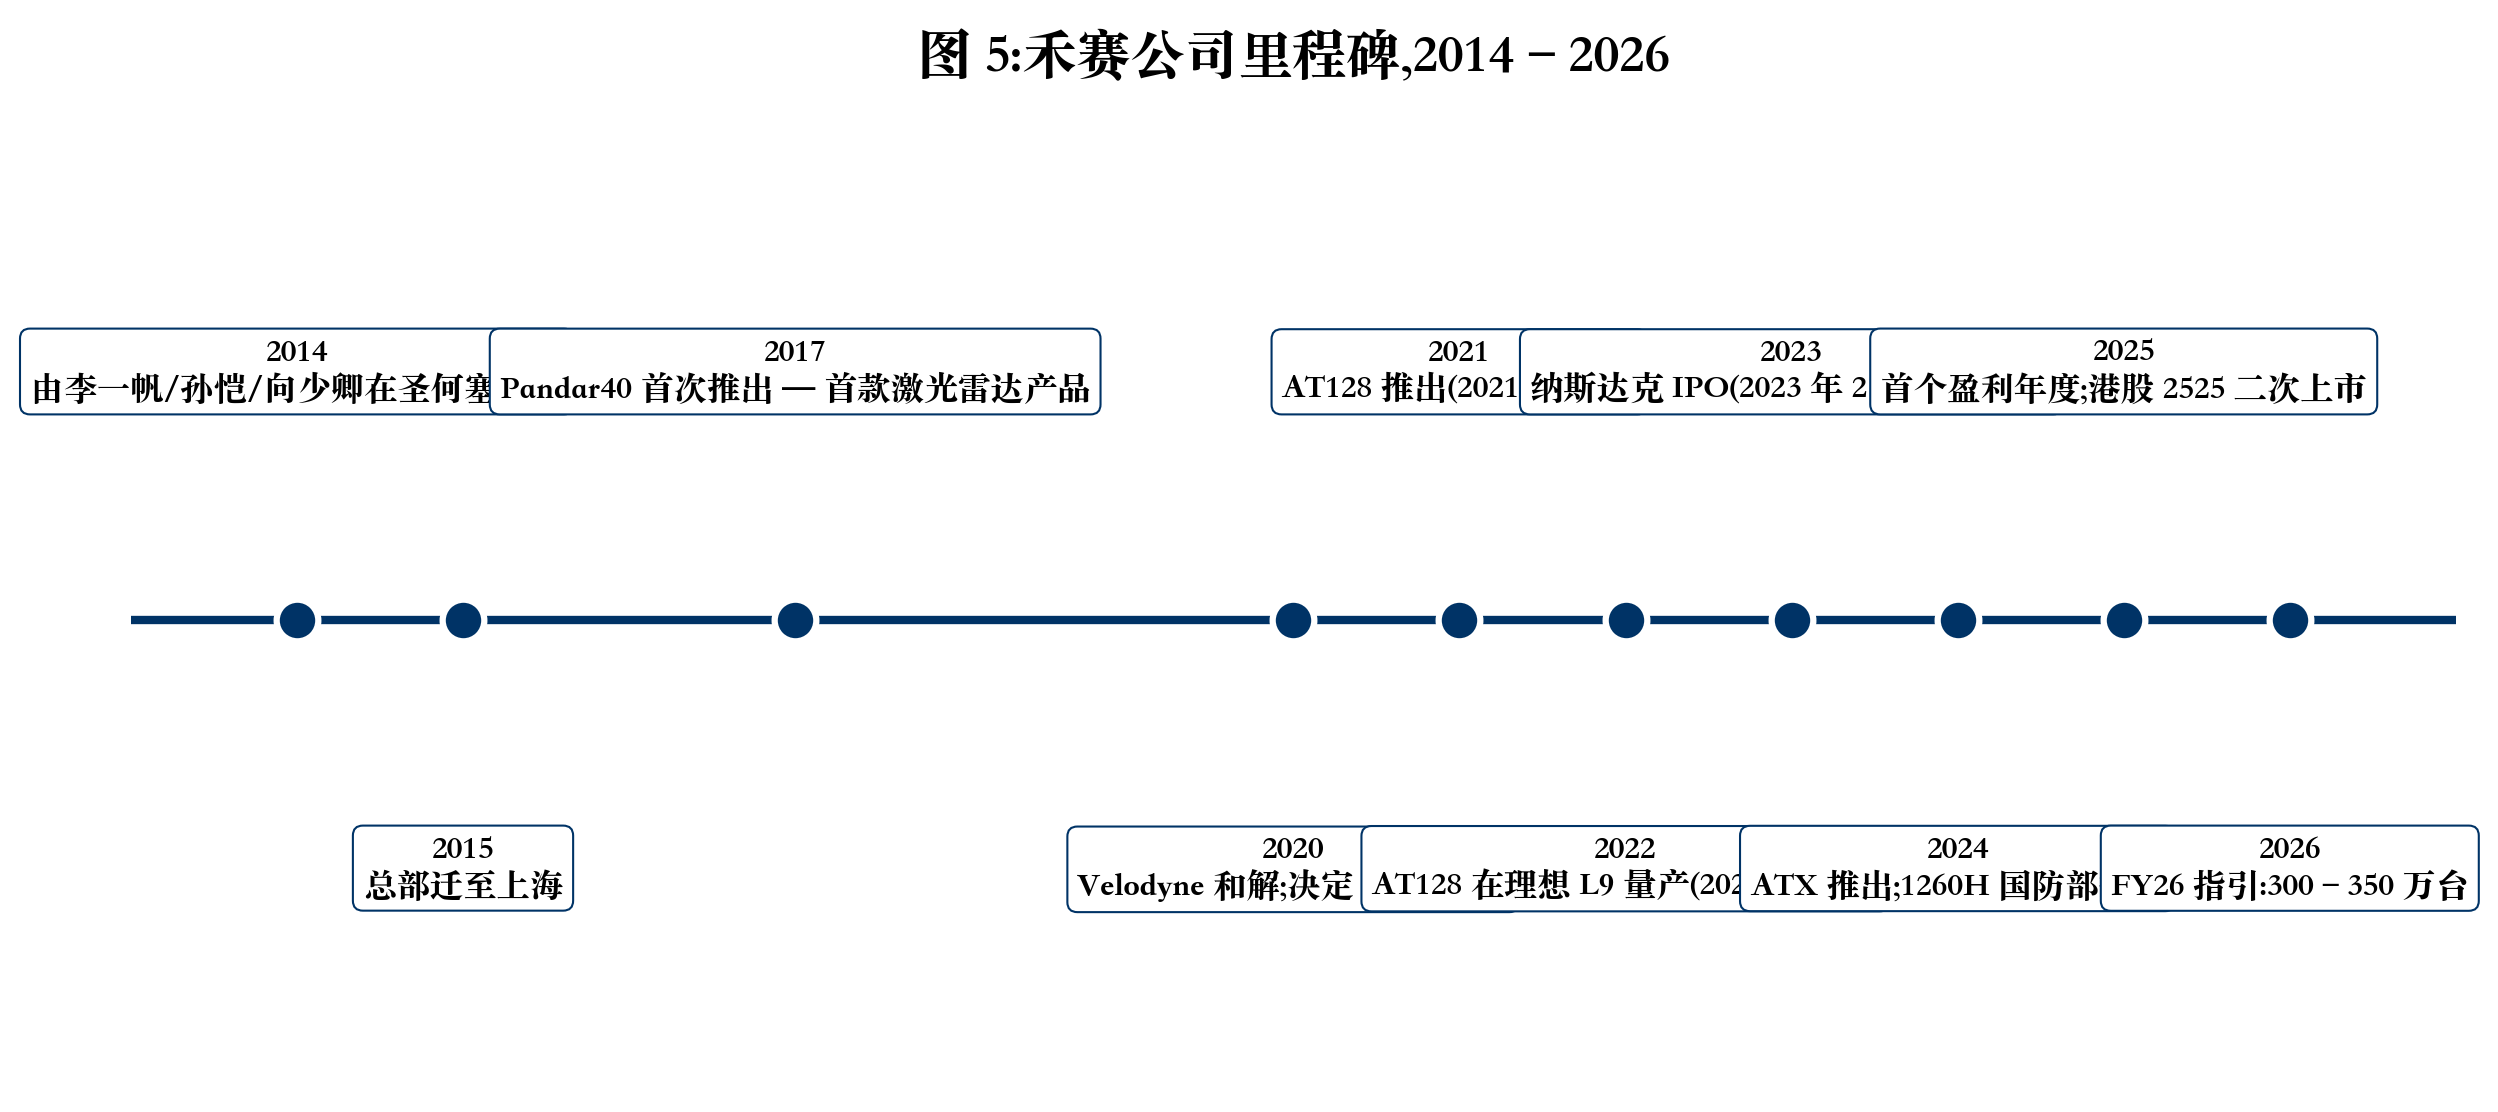 图 5:禾赛公司里程碑,2014 – 2026
2014
由李一帆/孙恺/向少卿在圣何塞
2017
Pandar40 首次推出 — 首款激光雷达产品
2021
AT128 推出(2021
2023
纳斯达克 IPO(2023 年 2
2025
首个盈利年度;港股 2525 二次上市
2015
总部迁至上海
2020
Velodyne 和解;决定
2022
AT128 在理想 L9 量产(202
2024
ATX 推出;1260H 国防部
2026
FY26 指引:300 – 350 万台